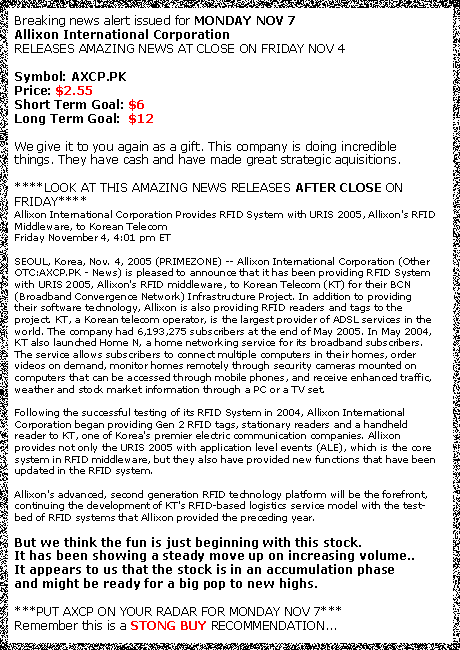 Breaking news alert issued for MONDAY NOV 7
Allixon International Corporation
RELEASES AMAZING NEWS AT CLOSE ON FRIDAY NOV 4
Symbol: AXCP.PK
Price: $2.55
Short Term Goal: $6
Long Term Goal: $12
We give it to you again as a gift. This company is doing incredible
things. They have cash and have made great strategic aquisitions.
****LOOK AT THIS AMAZING NEWS RELEASES AFTER CLOSE ON
FRIDAY****
Allixon International Corporation Provides RFID System with URIS 2005, Allixon's RFID
Middleware, to Korean Telecom
Friday November 4, 4:01 pm ET
SEOUL, Korea, Nov. 4, 2005 (PRIMEZONE) -- Allixon International Corporation (Other
OTC:AXCP.PK - News) is pleased to announce that it has been providing RFID System
with URIS 2005, Allixon's RFID middleware, to Korean Telecom (KT) for their BCN
(Broadband Convergence Network) Infrastructure Project. In addition to providing
their software technology, Allixon is also providing RFID readers and tags to the
project. KT, a korean telecom operator, is the largest provider of ADSL services in the
world. The company had 6,193,275 subscribers at the end of May 2005. In May 2004,
KT also launched Home N, a home networking service for its broadband subscribers.
The service allows subscribers to connect multiple computers in their homes, order
videos on demand, monitor homes remotely through security cameras mounted on
computers that can be accessed through mobile phones, and receive enhanced traffic,
weather and stock market information through a PC or a TV set.
Following the successful testing of its RFID System in 2004, Allixon International
Corporation began providing Gen 2 RFID tags, stationary readers and a handheld
reader to KT, one of Korea's premier electric communication companies. Allixon
provides not only the URIS 2005 with application level events (ALE), which is the core
system in RFID middleware, but they also have provided new functions that have been
updated in the RFID system.
Allixon's advanced, second generation RFID technology platform will be the forefront,
continuing the development of KT's RFID-based logistics service model with the test-
bed of RFID systems that Allixon provided the preceding year.
But we think the fun is just beginning with this stock.
It has been showing a steady move up on increasing volume..
It appears to us that the stock is in an accumulation phase
and might be ready for a big pop to new highs.
***PUT AXCP ON YOUR RADAR FOR MONDAY NOV 7***
Remember this is a STONG BUY RECOMMENDATION...